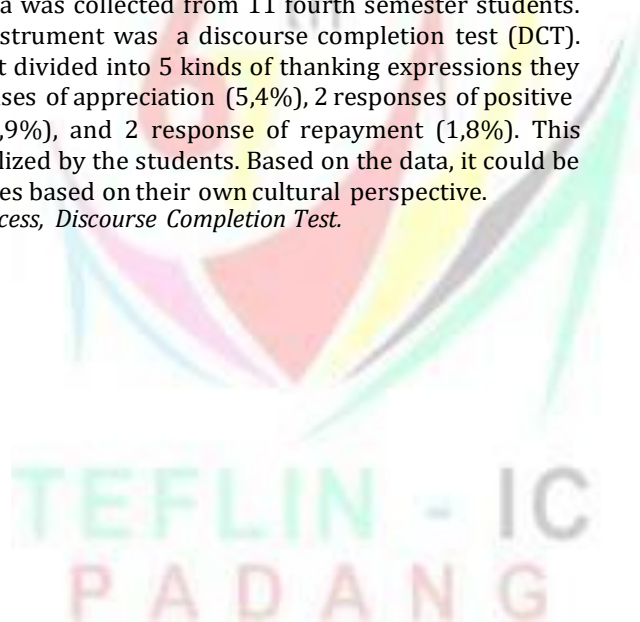 a was collected from 11 fourth semester students.
strument was a discourse completion test (DCT).
t divided into 5 kinds of thanking expressions they
ses of appreciation (5,4%), 2 responses of positive
,9%), and 2 response of repayment (1,8%). This
lized by the students. Based on the data, it could be
es based on their own cultural perspective.
cess, Discourse Completion Test.
TEFLIN - IC
PADANG